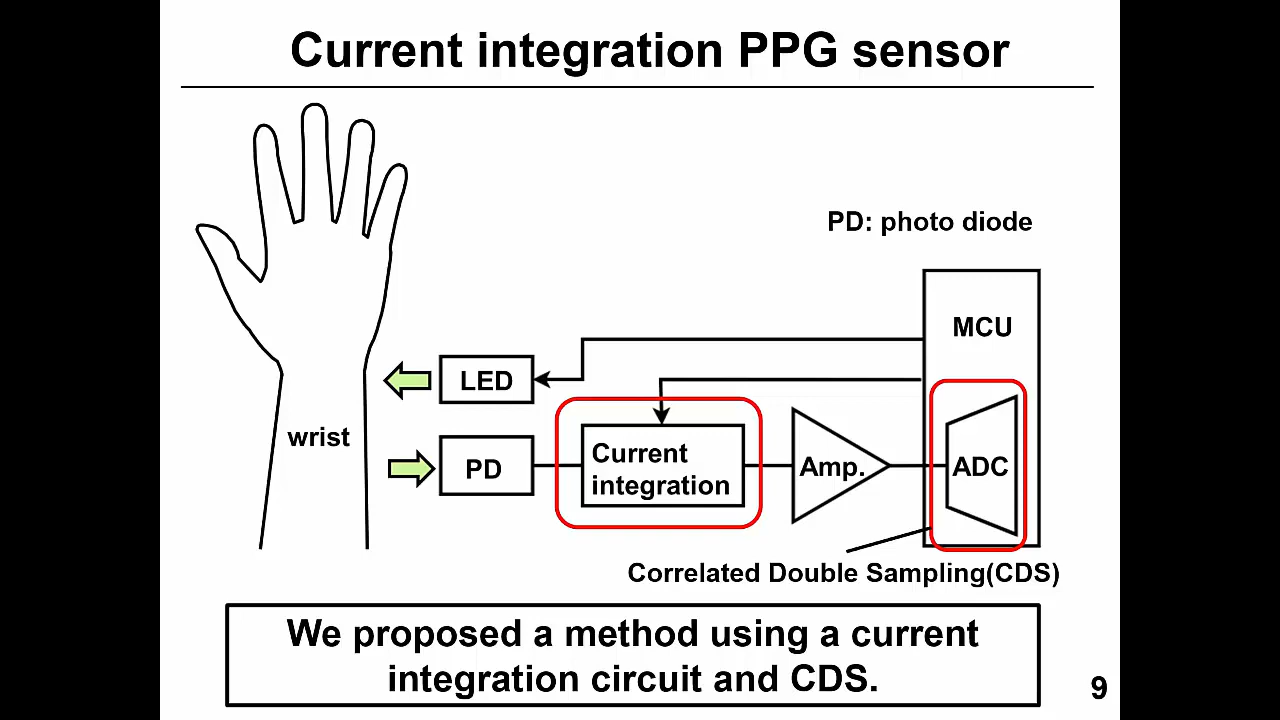 Current integration PPG sensor
PD: photo diode
MCU
LED
wrist
PD
Current
integration
Amp.
ADC
Correlated Double Sampling(CDS)
We proposed a method using a current
integration circuit and CDS.
9